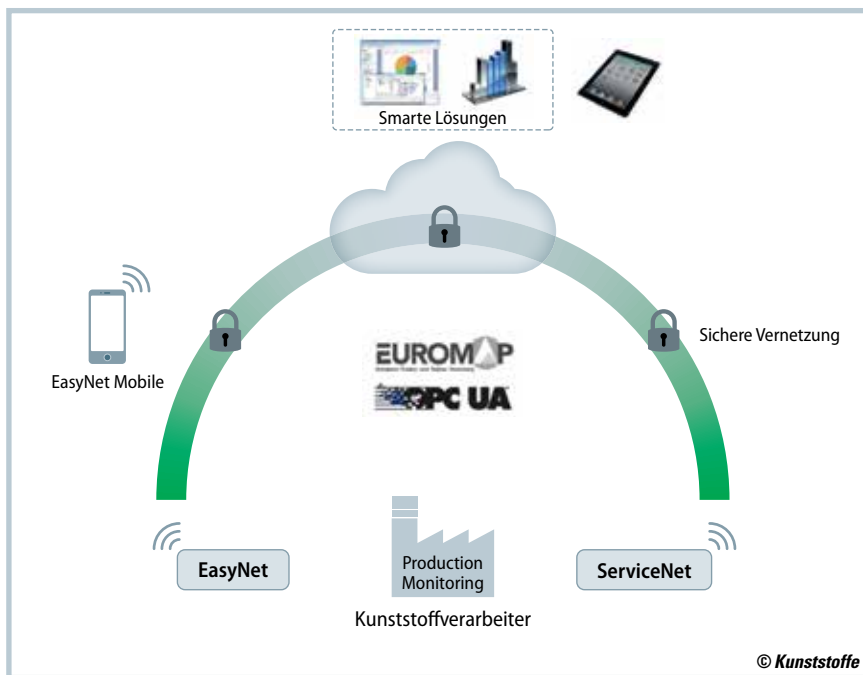 Smarte Lösungen
EasyNet Mobile
Sichere Vernetzung
EUROMAP
OPC UA
EasyNet
Production
Monitoring
Kunststoffverarbeiter
ServiceNet
© Kunststoffe